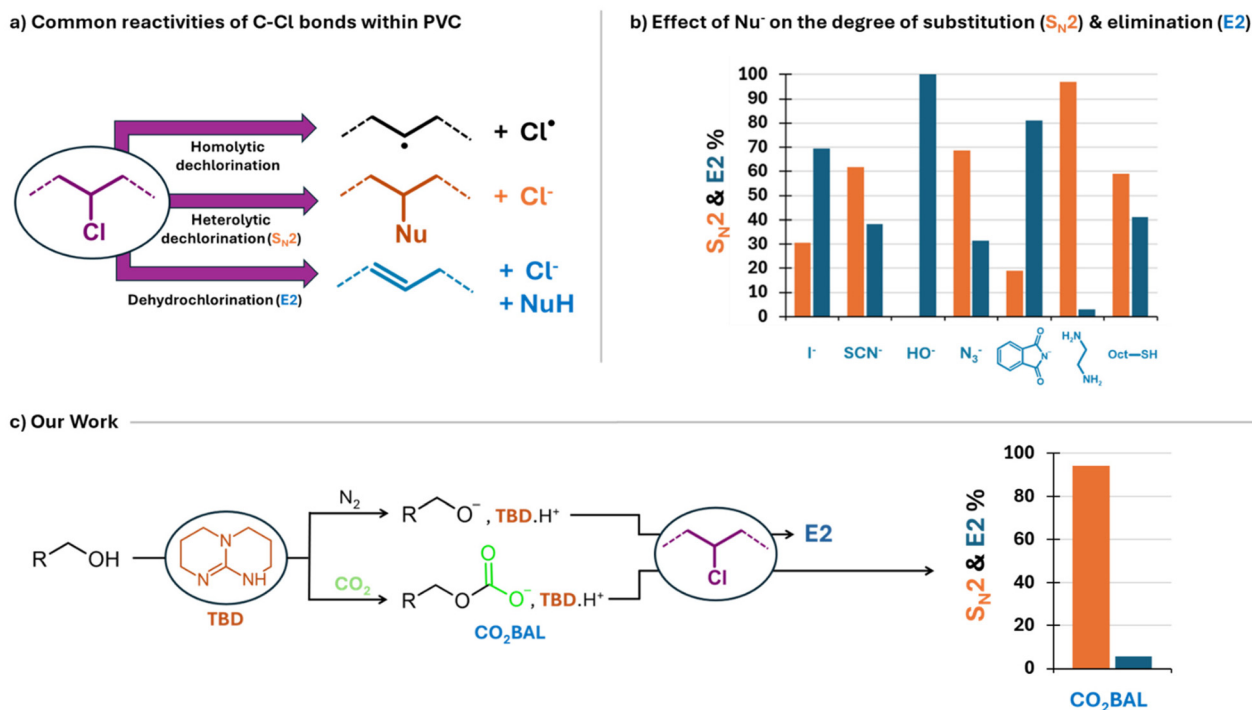 a) Common reactivities of C-Cl bonds within PVC
Homolytic
dechlorination
+ Cl•
Cl
Heterolytic
dechlorination (SN2)
Nu
+ Cl-
Dehydrochlorination (E2)
+ Cl-
+ NuH
b) Effect of Nu- on the degree of substitution (SN2) & elimination (E2)
SN2 & E2 %
100
90
80
70
60
50
40
30
20
10
0
I-
SCN-
HO-
N3-
O
N-
O
H2N
NH2
Oct—SH
c) Our Work
R
OH
N
N
NH
TBD
N2
CO2
R
O- , TBD.H+
O
R
O
O- , TBD.H+
CO2BAL
Cl
E2
SN2 & E2 %
100
80
60
40
20
0
CO2BAL